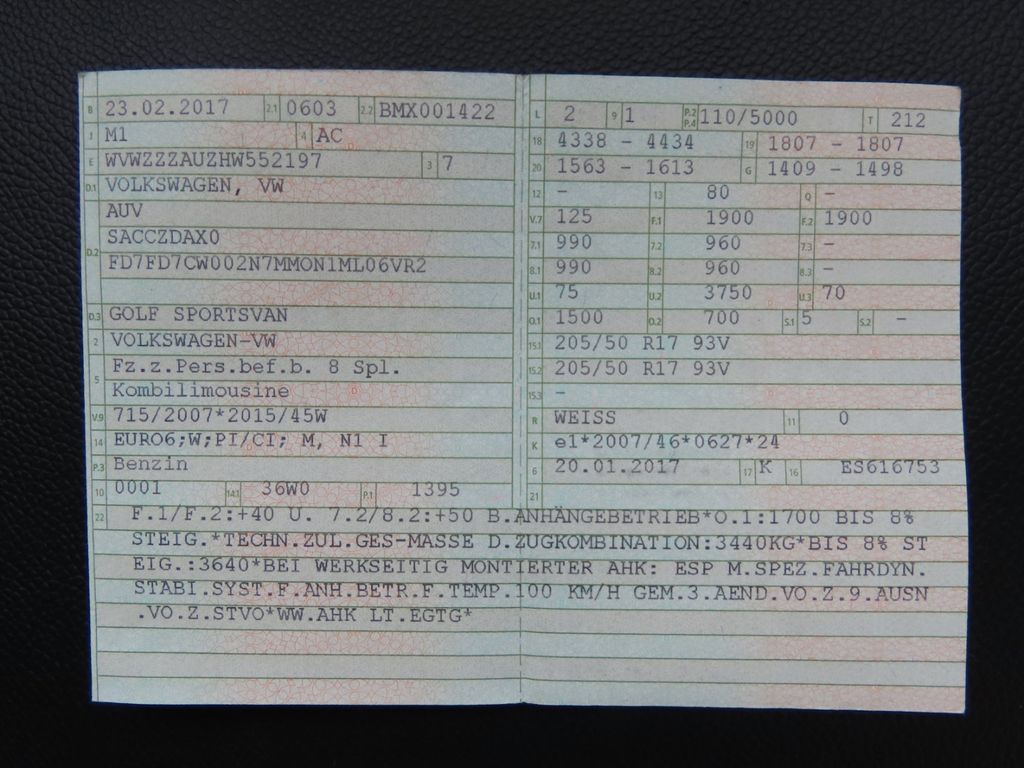 B 23.02.2017 2.1 0603 2.2 BMX001422
J M1 4 AC
E WVWZZZAUZHW552197 3 7
D.1 VOLKSWAGEN, VW
AUV
D.2 SACCZDAX0
FD7FD7CW002N7MMON1ML06VR2
D.3 GOLF SPORTSVAN
2 VOLKSWAGEN-VW
5 Fz.z.Pers.bef.b. 8 Spl.
Kombilimousine
V.9 715/2007*2015/45W
14 EURO6;W;PI/CI; M, N1 I
P.3 Benzin
10 0001 14.1 36W0 P.1 1395
L 2 9 1 P.2 P.4 110/5000 T 212
18 4338 - 4434 19 1807 - 1807
20 1563 - 1613 G 1409 - 1498
12 - 13 80 Q -
V.7 125 F.1 1900 F.2 1900
7.1 990 7.2 960 7.3 -
8.1 990 8.2 960 8.3 -
U.1 75 U.2 3750 U.3 70
O.1 1500 O.2 700 S.1 5 S.2 -
15.1 205/50 R17 93V
15.2 205/50 R17 93V
15.3 -
R WEISS 11 0
K e1*2007/46*0627*24
6 20.01.2017 17 K 16 ES616753
21
22 F.1/F.2:+40 U. 7.2/8.2:+50 B.ANHÄNGEBETRIEB*O.1:1700 BIS 8%
STEIG.*TECHN.ZUL.GES-MASSE D.ZUGKOMBINATION:3440KG*BIS 8% ST
EIG.:3640*BEI WERKSEITIG MONTIERTER AHK: ESP M.SPEZ.FAHRDYN.
STABI.SYST.F.ANH.BETR.F.TEMP.100 KM/H GEM.3.AEND.VO.Z.9.AUSN
.VO.Z.STVO*WW.AHK LT.EGTG*